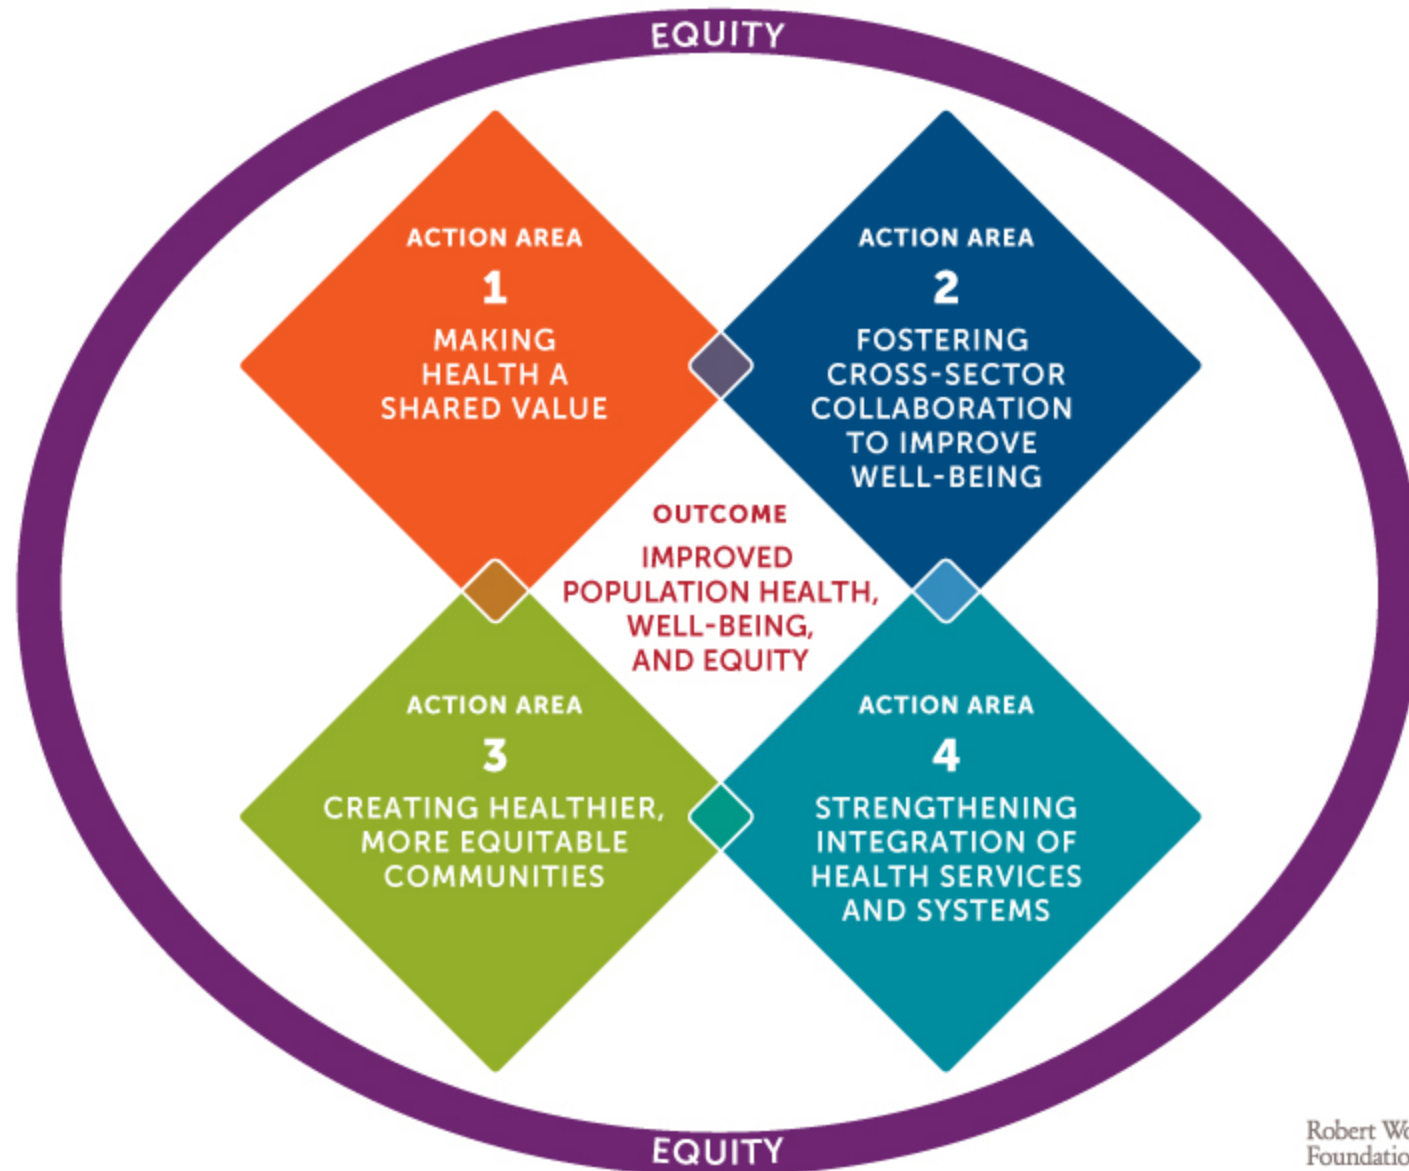 EQUITY
ACTION AREA
1
MAKING
HEALTH A
SHARED VALUE
ACTION AREA
2
FOSTERING
CROSS-SECTOR
COLLABORATION
TO IMPROVE
WELL-BEING
OUTCOME
IMPROVED
POPULATION HEALTH,
WELL-BEING,
AND EQUITY
ACTION AREA
3
CREATING HEALTHIER,
MORE EQUITABLE
COMMUNITIES
ACTION AREA
4
STRENGTHENING
INTEGRATION OF
HEALTH SERVICES
AND SYSTEMS
EQUITY
Robert